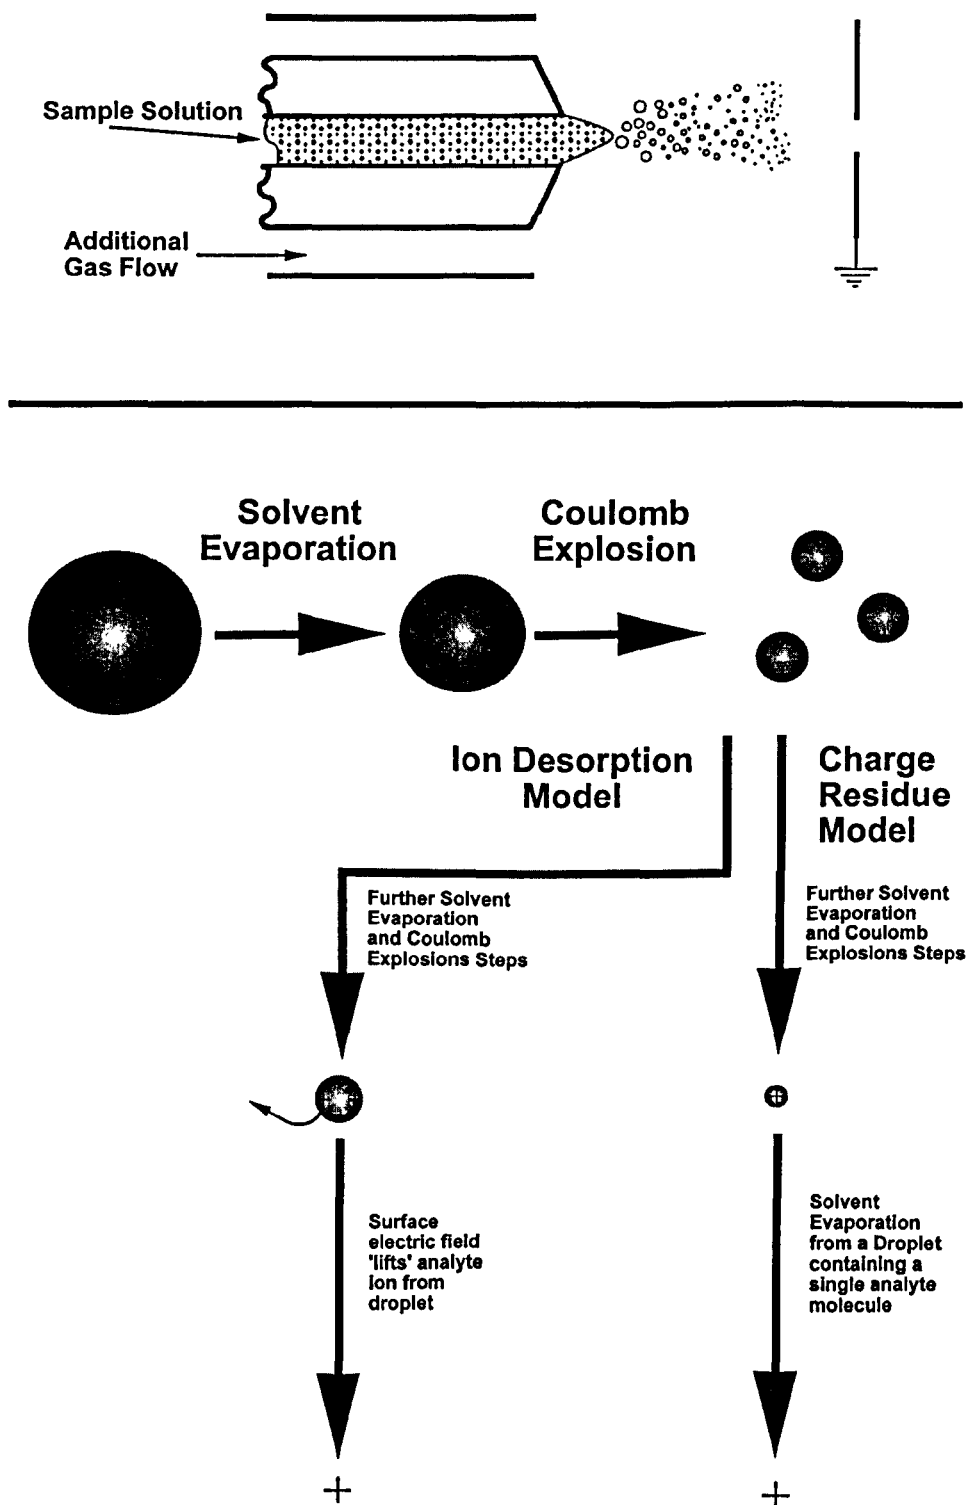 Sample Solution
Additional
Gas Flow
Solvent
Evaporation
Coulomb
Explosion
Ion Desorption
Model
Charge
Residue
Model
Further Solvent
Evaporation
and Coulomb
Explosions Steps
Further Solvent
Evaporation
and Coulomb
Explosions Steps
Surface
electric field
'lifts' analyte
ion from
droplet
Solvent
Evaporation
from a Droplet
containing a
single analyte
molecule
+
+